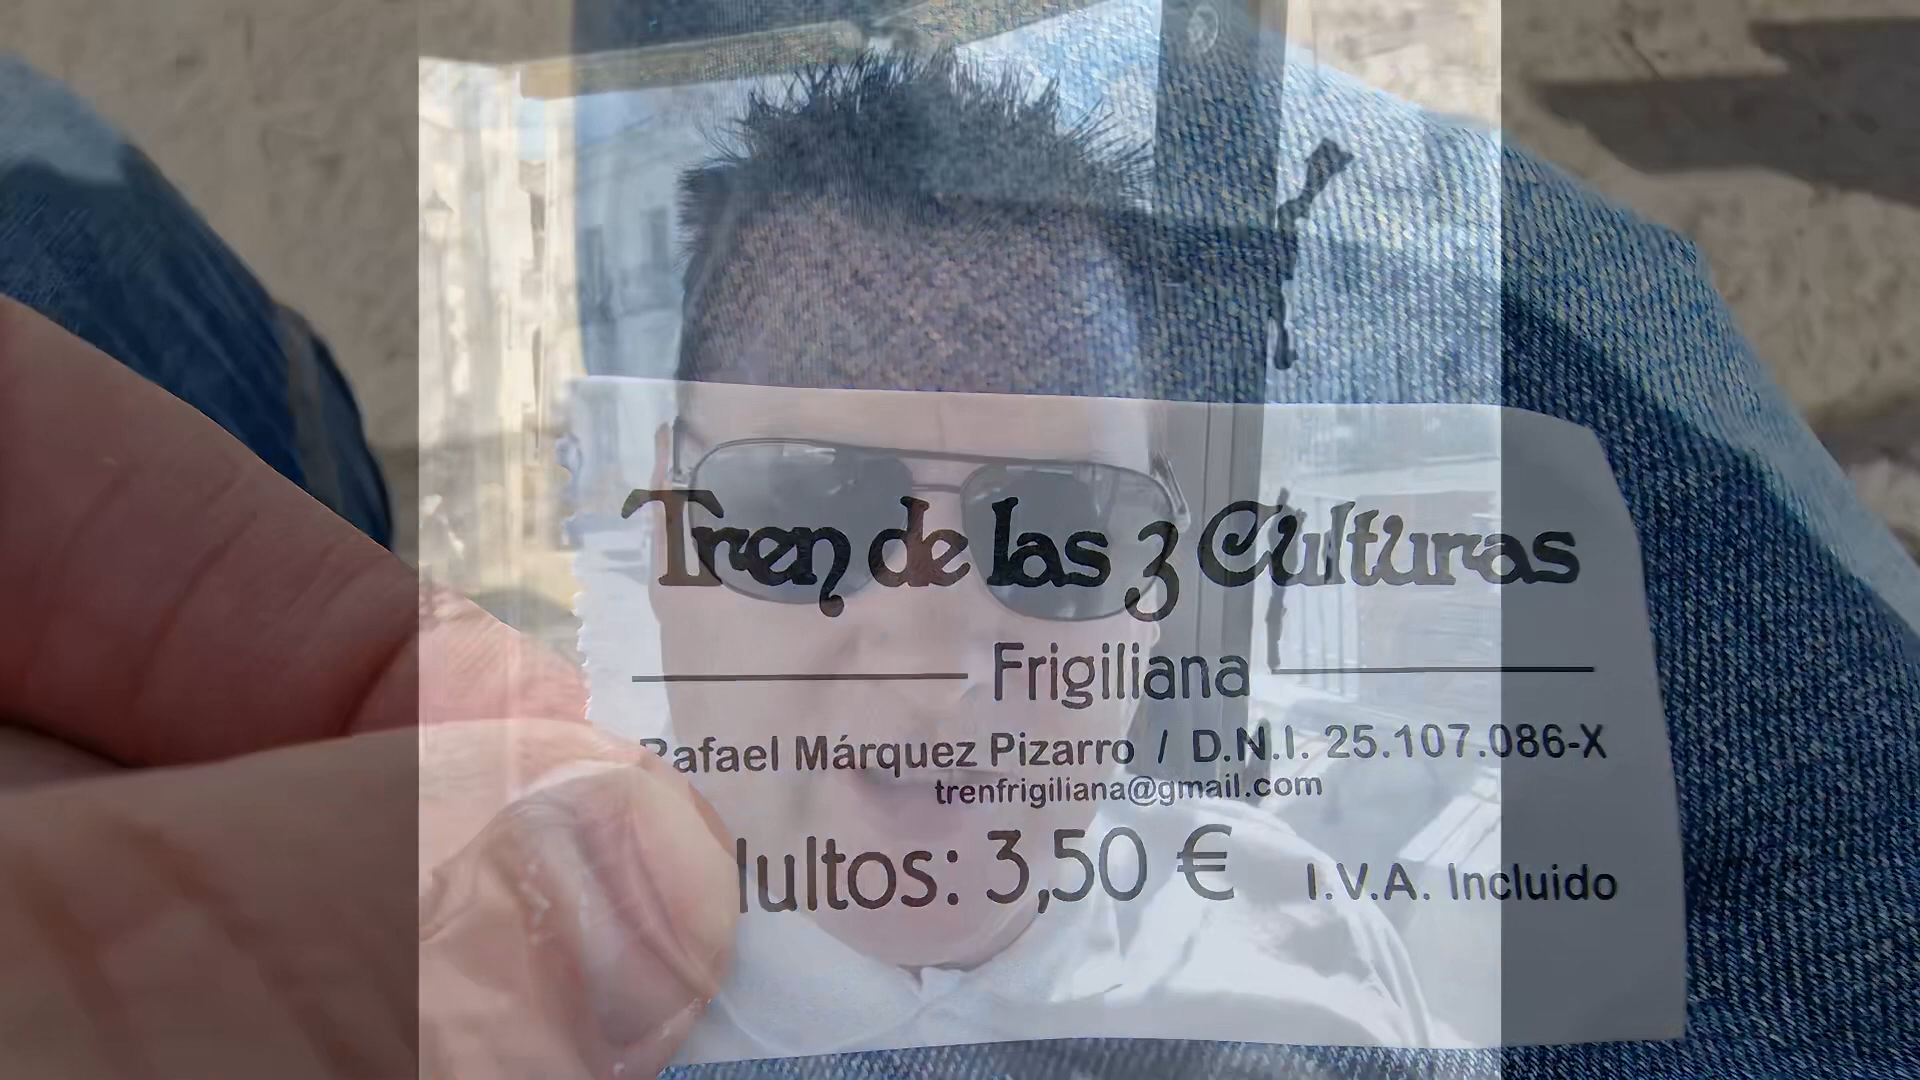 Tren de las 3 Culturas
Frigiliana
Rafael Márquez Pizarro / D.N.I. 25.107.086-X
trenfrigiliana@gmail.com
dultos: 3,50 € I.V.A. Incluido